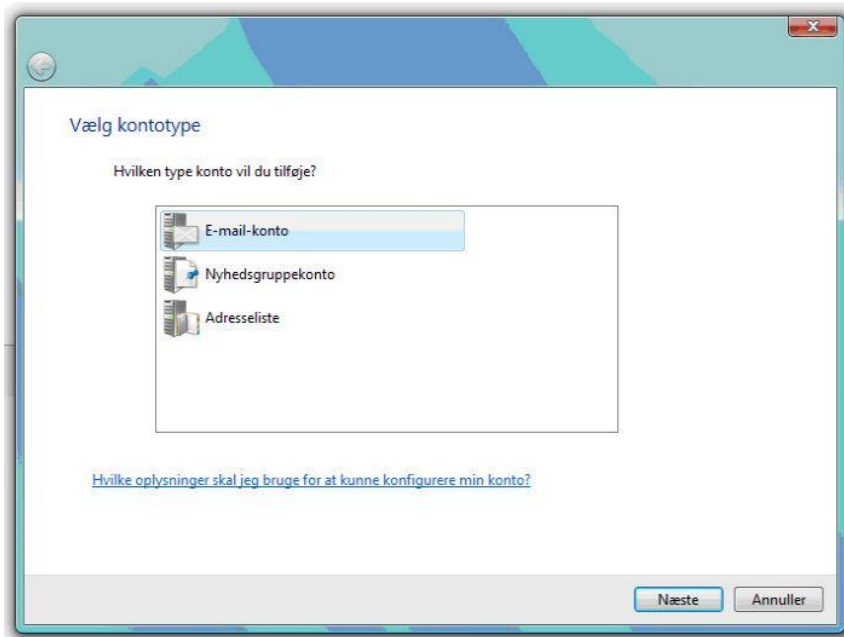 Vælg kontotype
Hvilken type konto vil du tilføje?
E-mail-konto
Nyhedsgruppekonto
Adresseliste
Hvilke oplysninger skal jeg bruge for at kunne konfigurere min konto?
Næste
Annuller